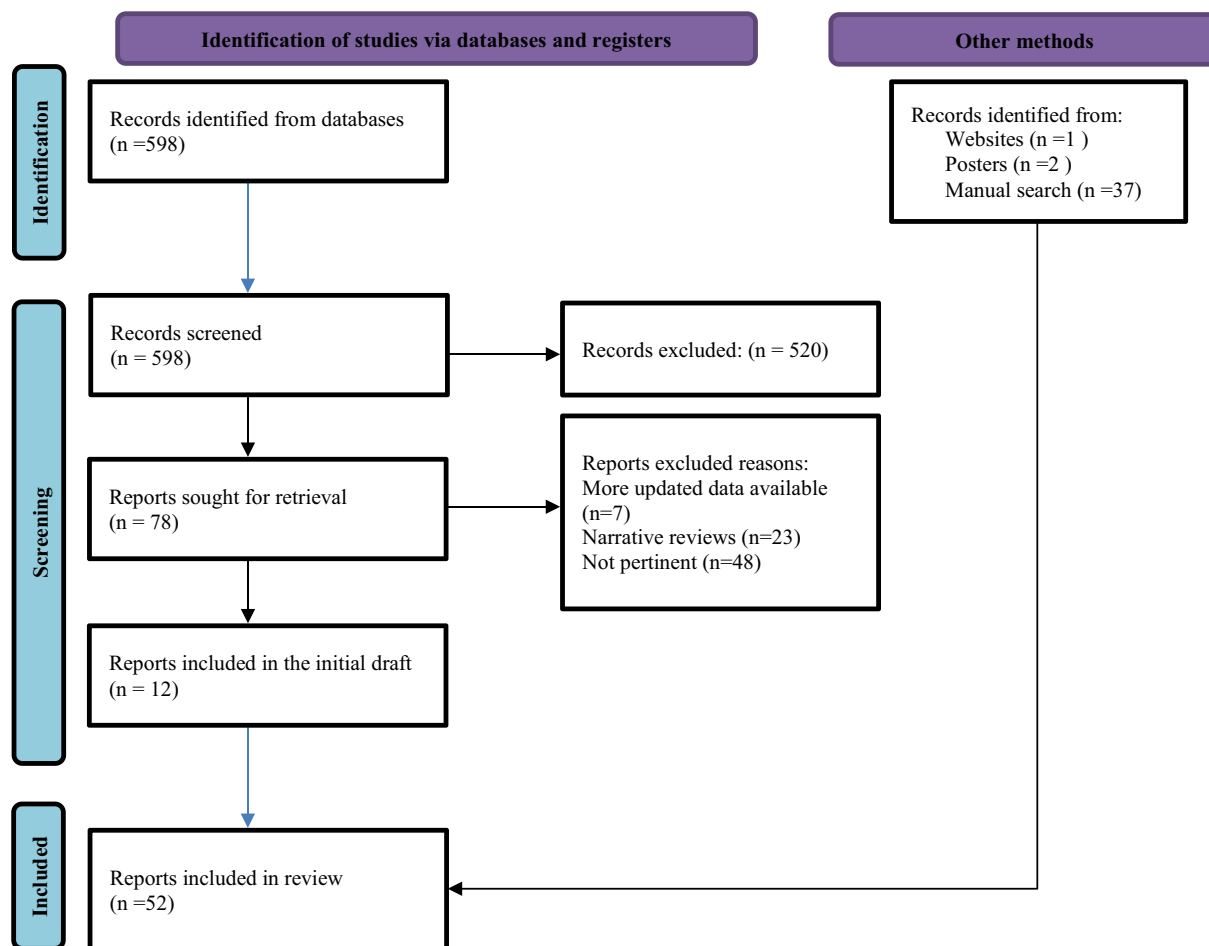 Identification of studies via databases and registers
Other methods
Identification
Records identified from databases
(n =598)
Records identified from:
Websites (n =1 )
Posters (n =2 )
Manual search (n =37)
Screening
Records screened
(n = 598)
Records excluded: (n = 520)
Reports sought for retrieval
(n = 78)
Reports excluded reasons:
More updated data available
(n=7)
Narrative reviews (n=23)
Not pertinent (n=48)
Reports included in the initial draft
(n = 12)
Included
Reports included in review
(n =52)